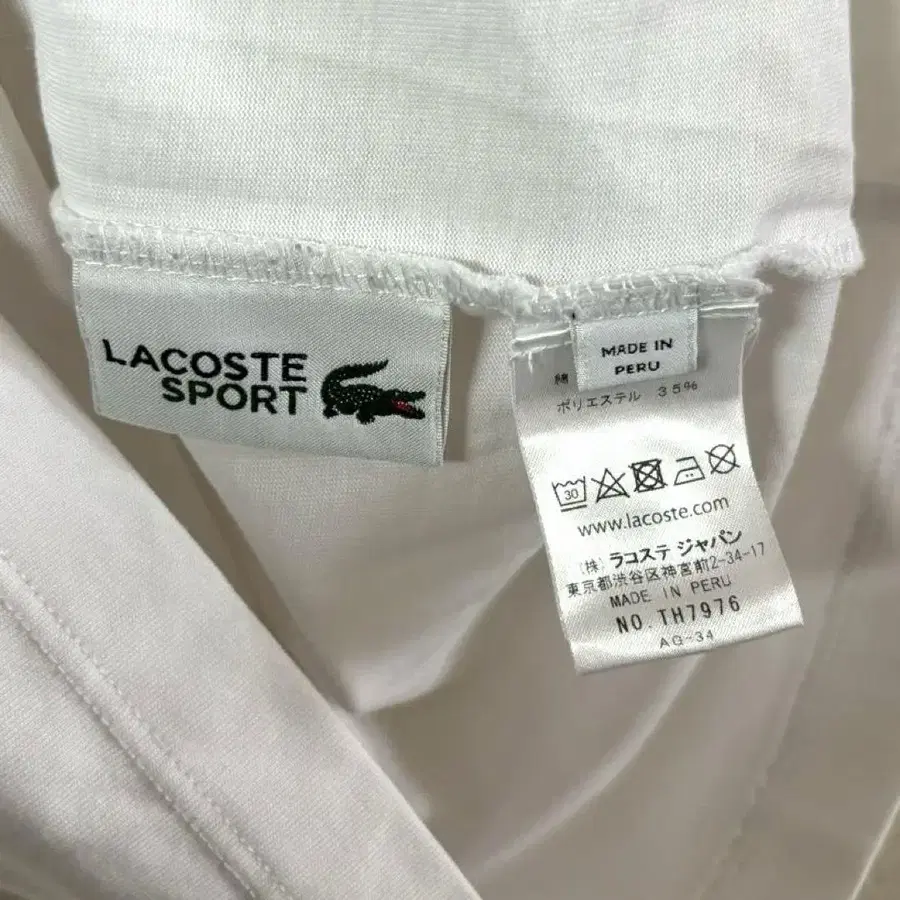 LACOSTE
SPORT
MADE IN
PERU
綿
ポリエステル 35%
30
www.lacoste.com
(株) ラコステ ジャパン
東京都渋谷区神宮前2-34-17
MADE IN PERU
NO. TH7976
AG-34